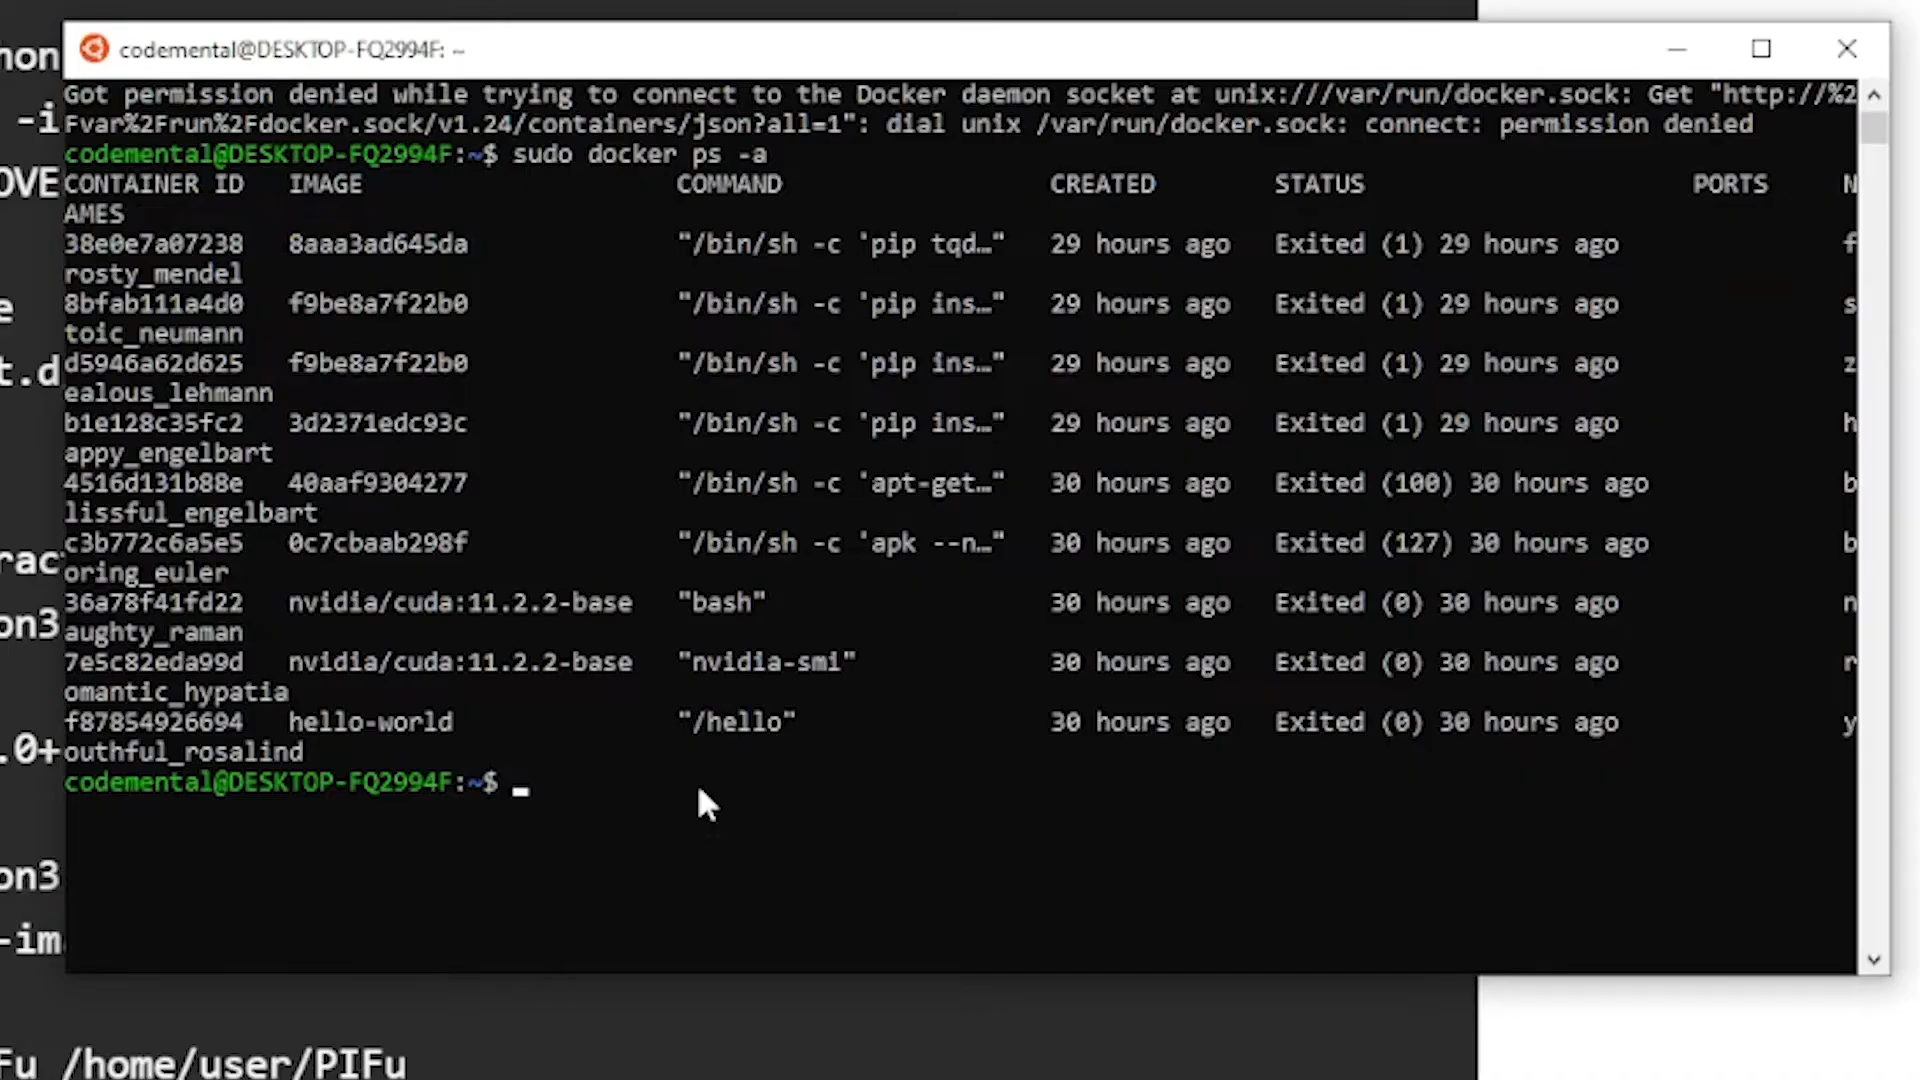 codemental@DESKTOP-FQ2994F: ~
Got permission denied while trying to connect to the Docker daemon socket at unix:///var/run/docker.sock: Get "http://%2
Fvar%2Frun%2Fdocker.sock/v1.24/containers/json?all=1": dial unix /var/run/docker.sock: connect: permission denied
codemental@DESKTOP-FQ2994F:~$ sudo docker ps -a
CONTAINER ID IMAGE COMMAND CREATED STATUS PORTS N
AMES
38e0e7a07238 8aaa3ad645da "/bin/sh -c 'pip tqd…" 29 hours ago Exited (1) 29 hours ago f
rosty_mendel
8bfab111a4d0 f9be8a7f22b0 "/bin/sh -c 'pip ins…" 29 hours ago Exited (1) 29 hours ago s
toic_neumann
d5946a62d625 f9be8a7f22b0 "/bin/sh -c 'pip ins…" 29 hours ago Exited (1) 29 hours ago z
ealous_lehmann
b1e128c35fc2 3d2371edc93c "/bin/sh -c 'pip ins…" 29 hours ago Exited (1) 29 hours ago h
appy_engelbart
4516d131b88e 40aaf9304277 "/bin/sh -c 'apt-get…" 30 hours ago Exited (100) 30 hours ago b
lissful_engelbart
c3b772c6a5e5 0c7cbaab298f "/bin/sh -c 'apk --n…" 30 hours ago Exited (127) 30 hours ago b
oring_euler
36a78f41fd22 nvidia/cuda:11.2.2-base "bash" 30 hours ago Exited (0) 30 hours ago n
aughty_raman
7e5c82eda99d nvidia/cuda:11.2.2-base "nvidia-smi" 30 hours ago Exited (0) 30 hours ago r
omantic_hypatia
f87854926694 hello-world "/hello" 30 hours ago Exited (0) 30 hours ago y
outhful_rosalind
codemental@DESKTOP-FQ2994F:~$
hon
-i
OVE
e
t.d
rac
on3
.0+
on3
-im
Fu /home/user/PIFu